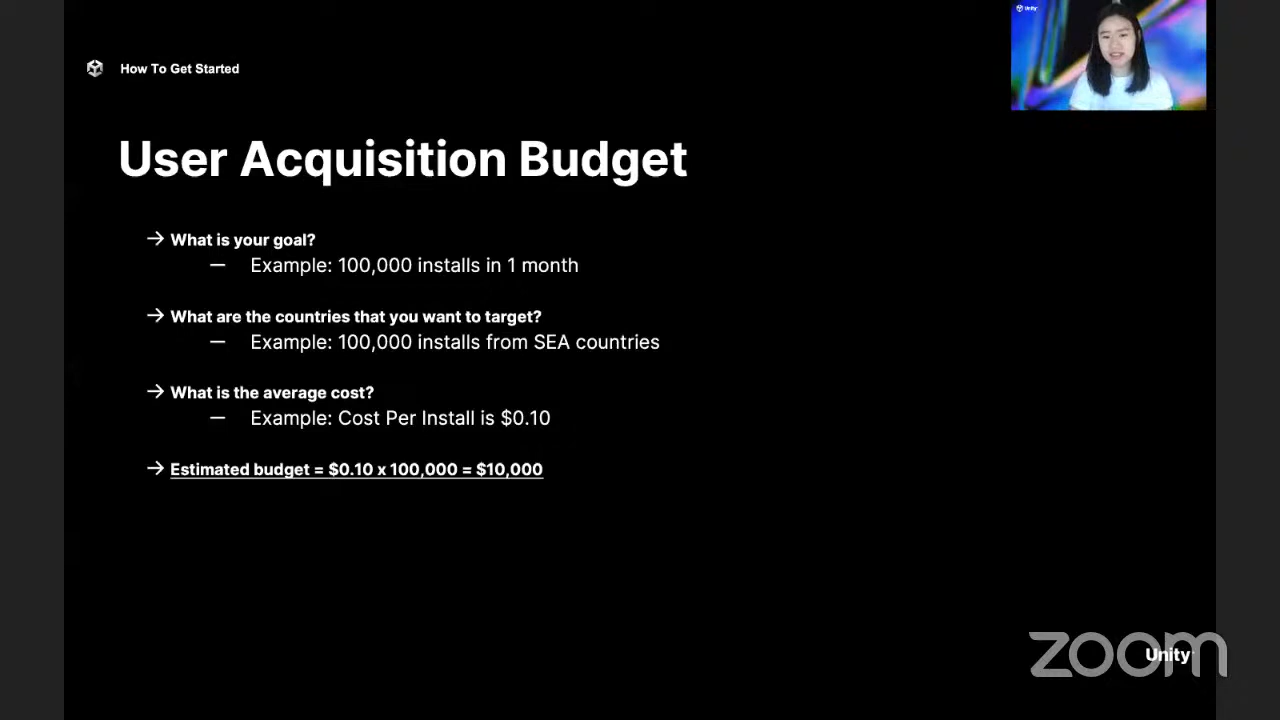 Unity
How To Get Started
User Acquisition Budget
→ What is your goal?
— Example: 100,000 installs in 1 month
→ What are the countries that you want to target?
— Example: 100,000 installs from SEA countries
→ What is the average cost?
— Example: Cost Per Install is $0.10
→ Estimated budget = $0.10 x 100,000 = $10,000
zoom
Unity